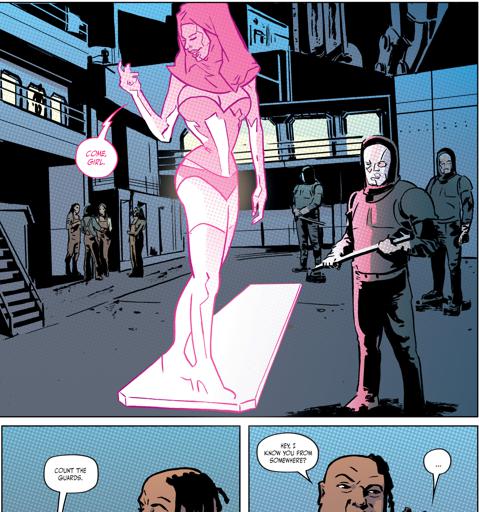 COME,
GIRL.
COUNT THE
GUARDS.
HEY, I
KNOW YOU FROM
SOMEWHERE?
...